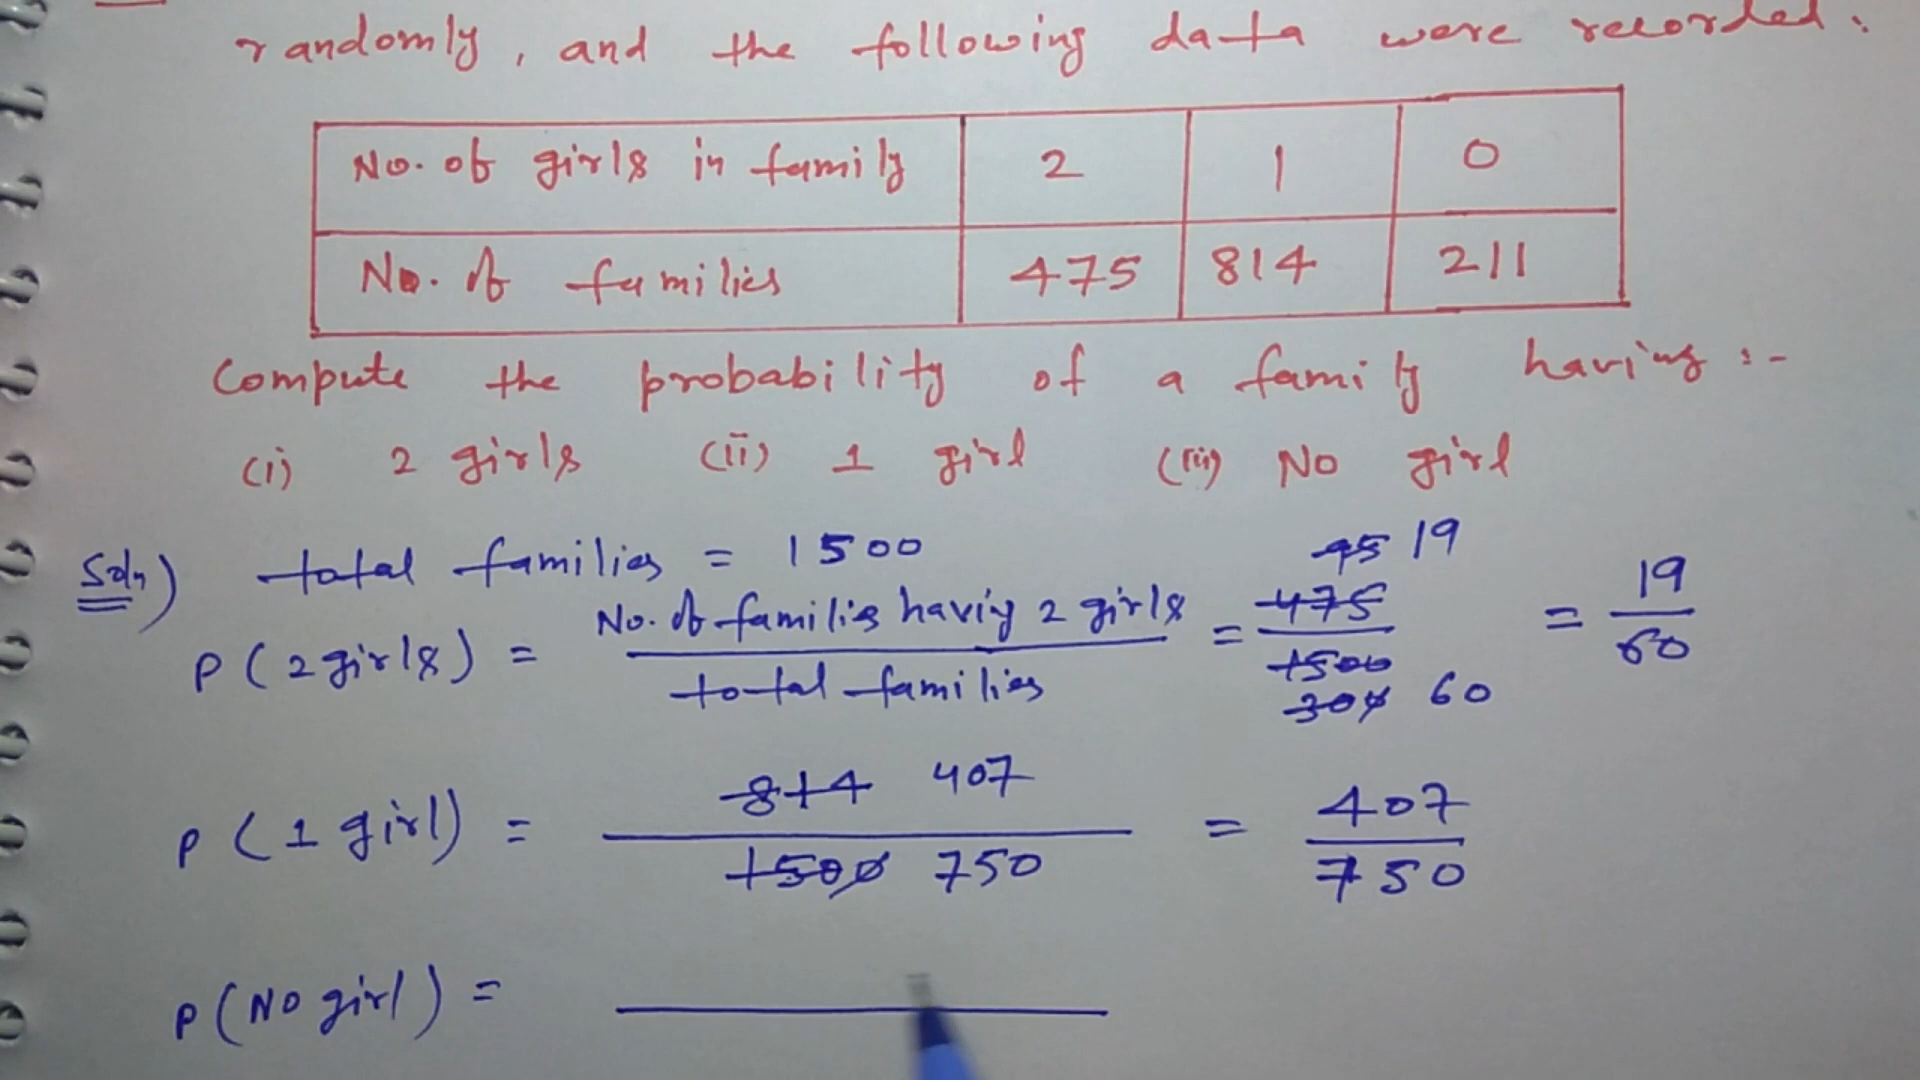 randomly, and the following data were recorded:
No. of girls in family 2 1 0
No. of families 475 814 211
Compute the probability of a family having :-
(i) 2 girls (ii) 1 girl (iii) No girl
Soln) total families = 1500
P(2 girls) = No. of families having 2 girls / total families = 475 95 19 / 1500 300 60 = 19/60
P(1 girl) = 814 407 / 1500 750 = 407/750
P(No girl) =